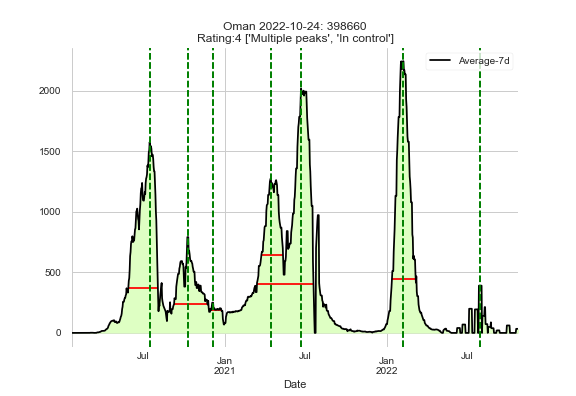 Oman 2022-10-24: 398660
Rating:4 ['Multiple peaks', 'In control']
Average-7d
2000
1500
1000
500
0
Jul
Jan
2021
Jul
Jan
2022
Jul
Date